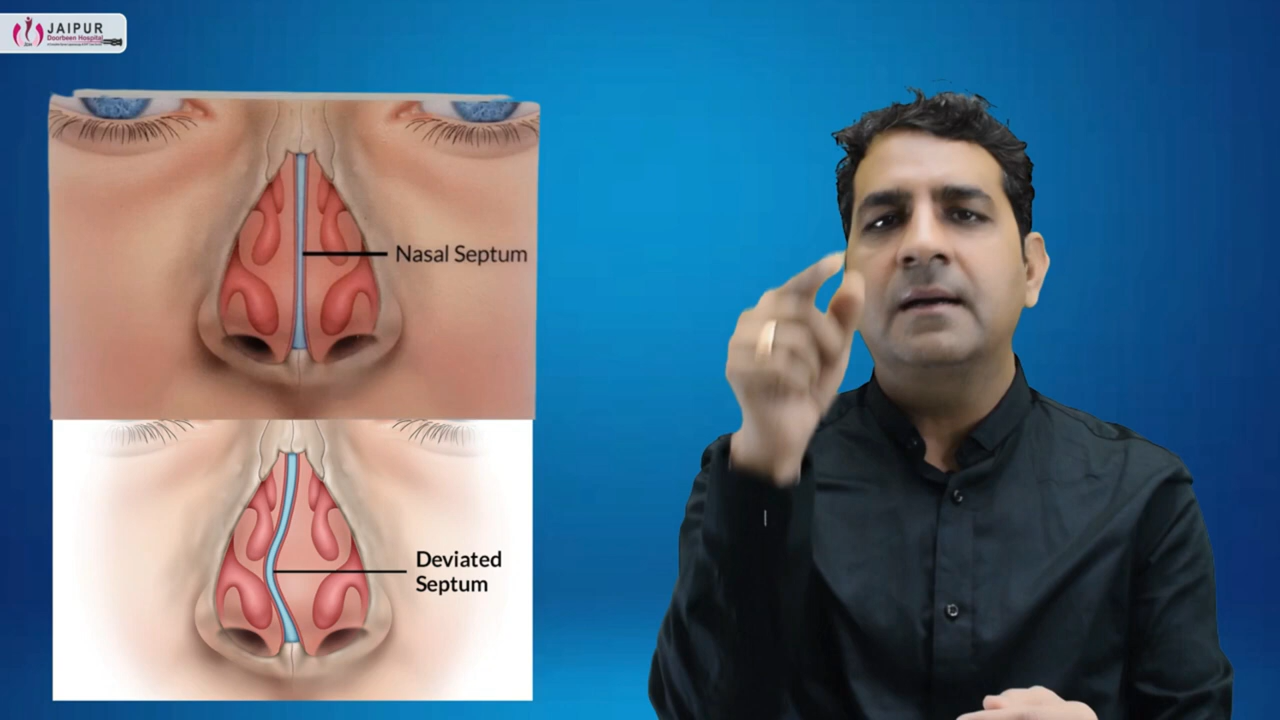 JAIPUR
Doorbeen Hospital
Nasal Septum
Deviated
Septum